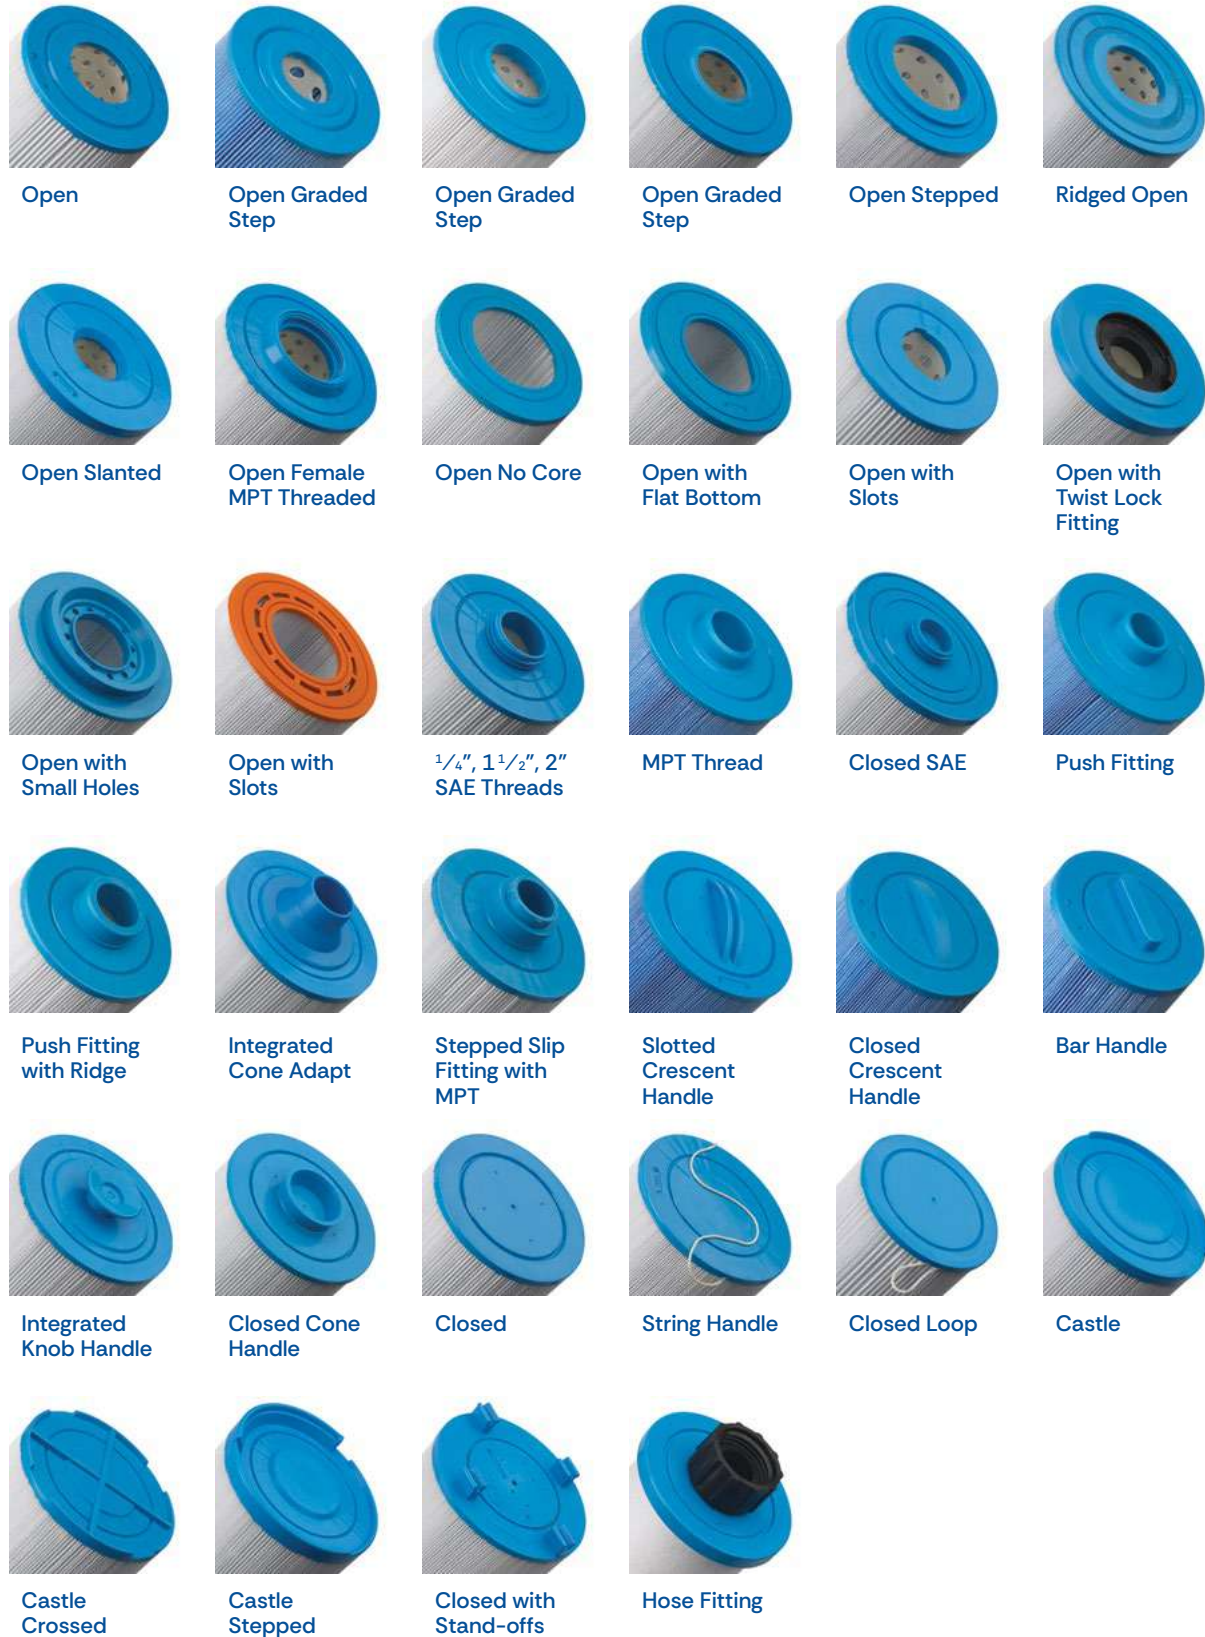 Open
Open Graded
Step
Open Graded
Step
Open Graded
Step
Open Stepped
Ridged Open
Open Slanted
Open Female
MPT Threaded
Open No Core
Open with
Flat Bottom
Open with
Slots
Open with
Twist Lock
Fitting
Open with
Small Holes
Open with
Slots
¹⁄₄”, 1¹⁄₂”, 2”
SAE Threads
MPT Thread
Closed SAE
Push Fitting
Push Fitting
with Ridge
Integrated
Cone Adapt
Stepped Slip
Fitting with
MPT
Slotted
Crescent
Handle
Closed
Crescent
Handle
Bar Handle
Integrated
Knob Handle
Closed Cone
Handle
Closed
String Handle
Closed Loop
Castle
Castle
Crossed
Castle
Stepped
Closed with
Stand-offs
Hose Fitting